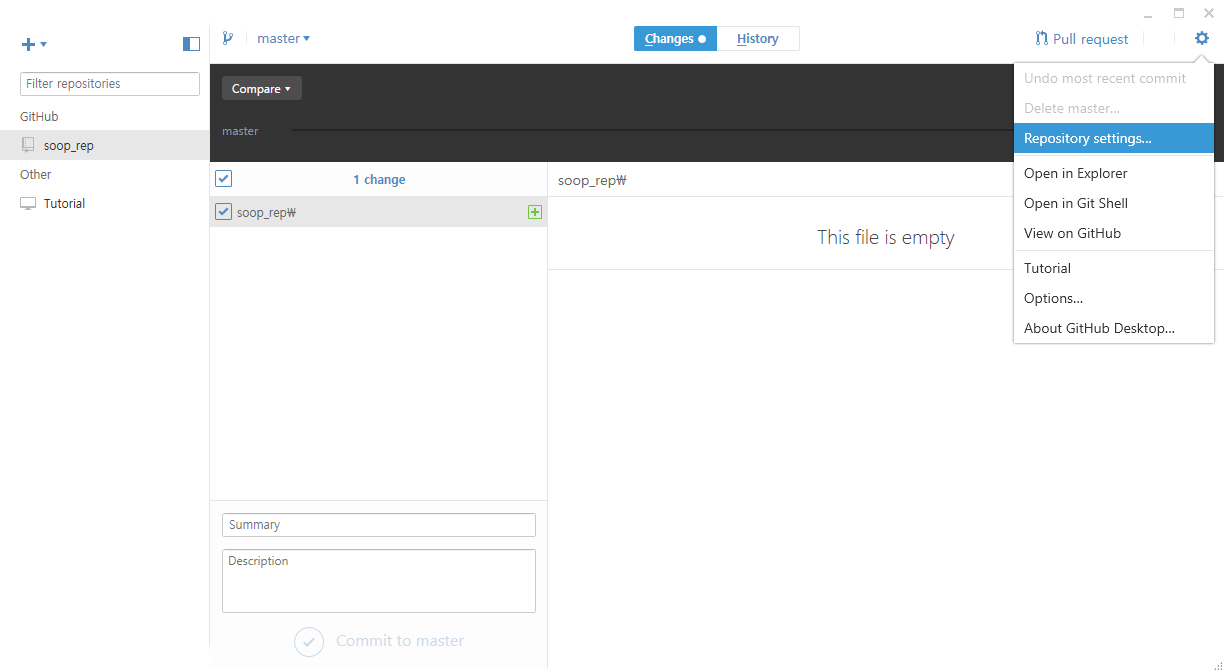 master
Changes
History
Pull request
Filter repositories
GitHub
soop_rep
Other
Tutorial
Compare
master
1 change
soop_rep₩
soop_rep₩
This file is empty
Summary
Description
Commit to master
Undo most recent commit
Delete master...
Repository settings...
Open in Explorer
Open in Git Shell
View on GitHub
Tutorial
Options...
About GitHub Desktop...